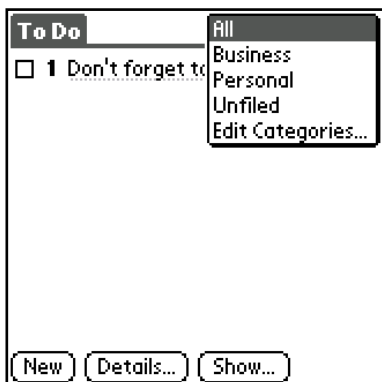 To Do
All
Business
1 Don't forget to
Personal
Unfiled
Edit Categories...
New Details... Show...